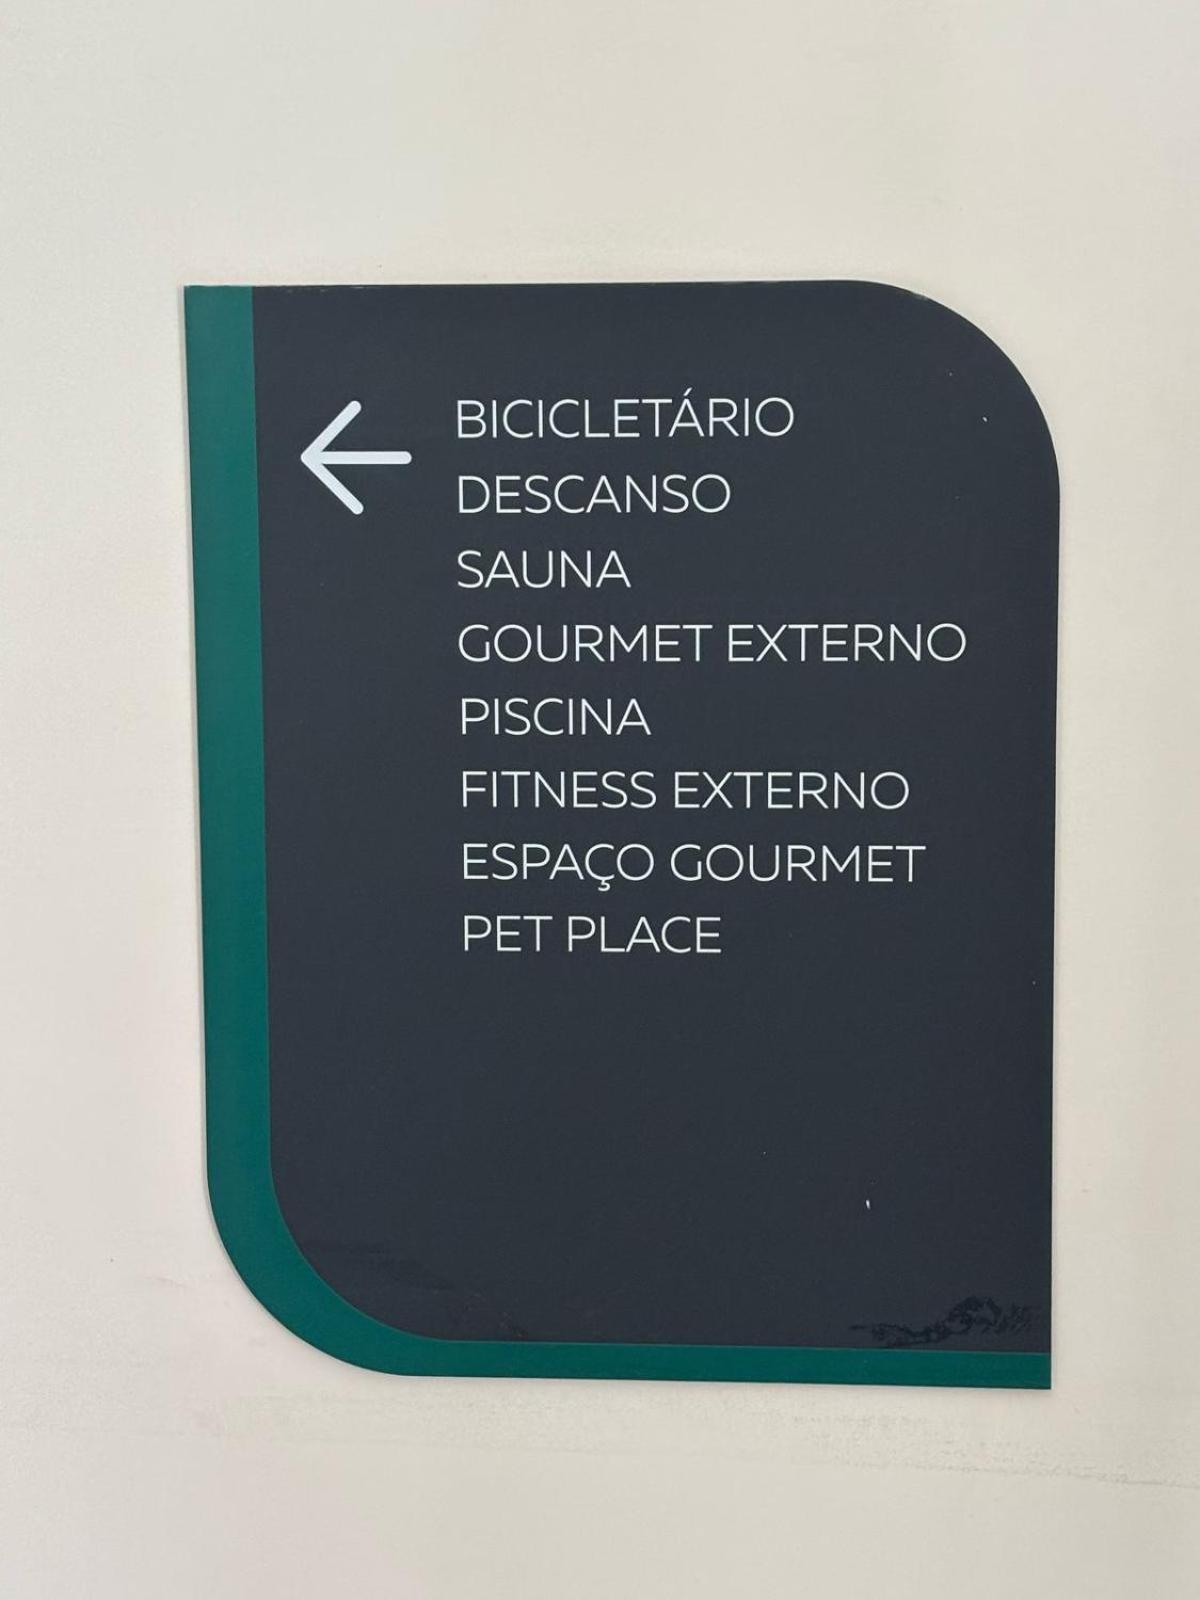 BICICLETÁRIO
DESCANSO
SAUNA
GOURMET EXTERNO
PISCINA
FITNESS EXTERNO
ESPAÇO GOURMET
PET PLACE